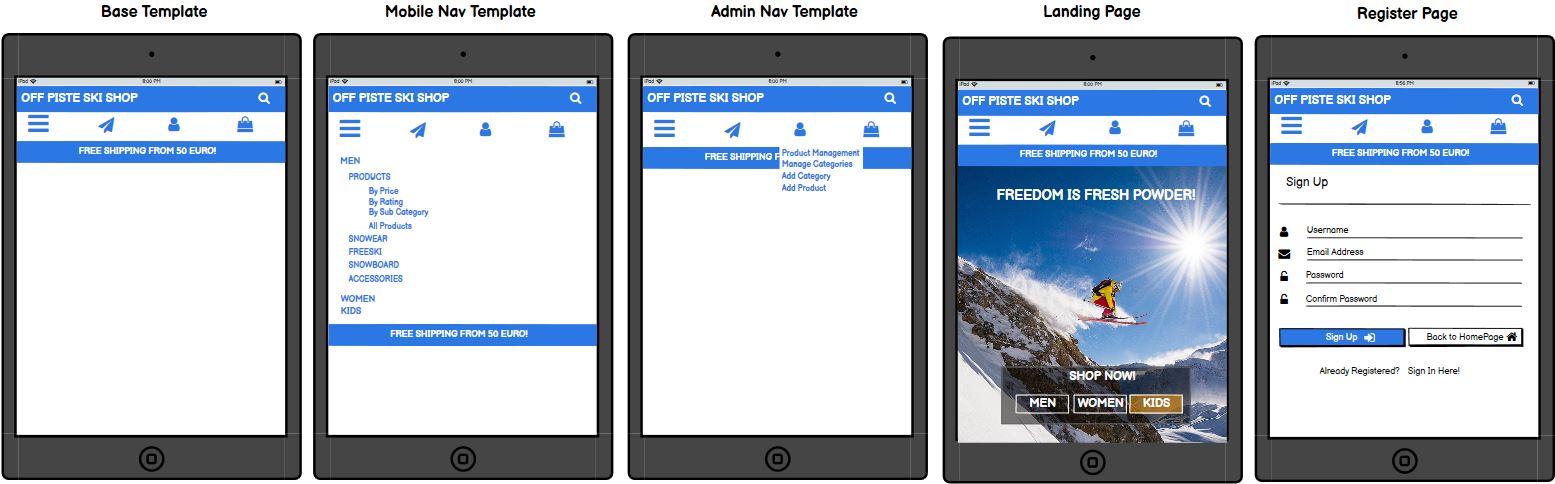 Base Template
iPad 8:00 PM
OFF PISTE SKI SHOP
FREE SHIPPING FROM 50 EURO!
Mobile Nav Template
iPad 8:00 PM
OFF PISTE SKI SHOP
MEN
PRODUCTS
By Price
By Rating
By Sub Category
All Products
SNOWEAR
FREESKI
SNOWBOARD
ACCESSORIES
WOMEN
KIDS
FREE SHIPPING FROM 50 EURO!
Admin Nav Template
iPad 8:00 PM
OFF PISTE SKI SHOP
FREE SHIPPING F
Product Management
Manage Categories
Add Category
Add Product
Landing Page
iPad 8:00 PM
OFF PISTE SKI SHOP
FREE SHIPPING FROM 50 EURO!
FREEDOM IS FRESH POWDER!
SHOP NOW!
MEN WOMEN KIDS
Register Page
iPad 8:56 PM
OFF PISTE SKI SHOP
FREE SHIPPING FROM 50 EURO!
Sign Up
Username
Email Address
Password
Confirm Password
Sign Up Back to HomePage
Already Registered? Sign In Here!